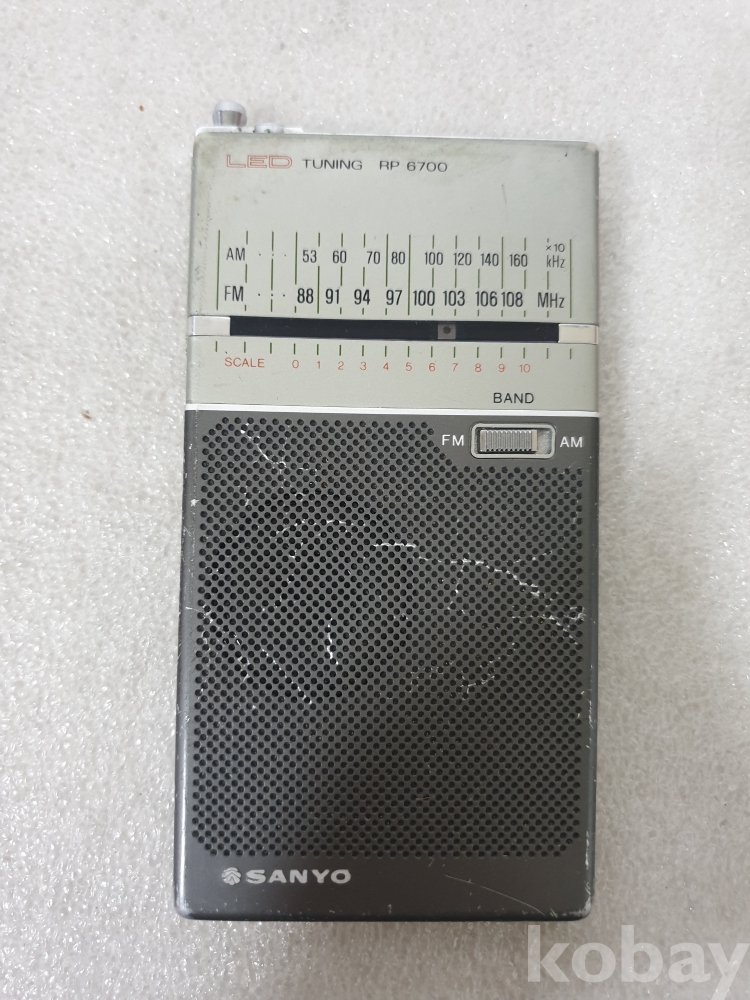 LED TUNING RP 6700
AM 53 60 70 80 100 120 140 160 ×10 kHz
FM 88 91 94 97 100 103 106 108 MHz
SCALE 0 1 2 3 4 5 6 7 8 9 10
BAND
FM AM
SANYO
kobay